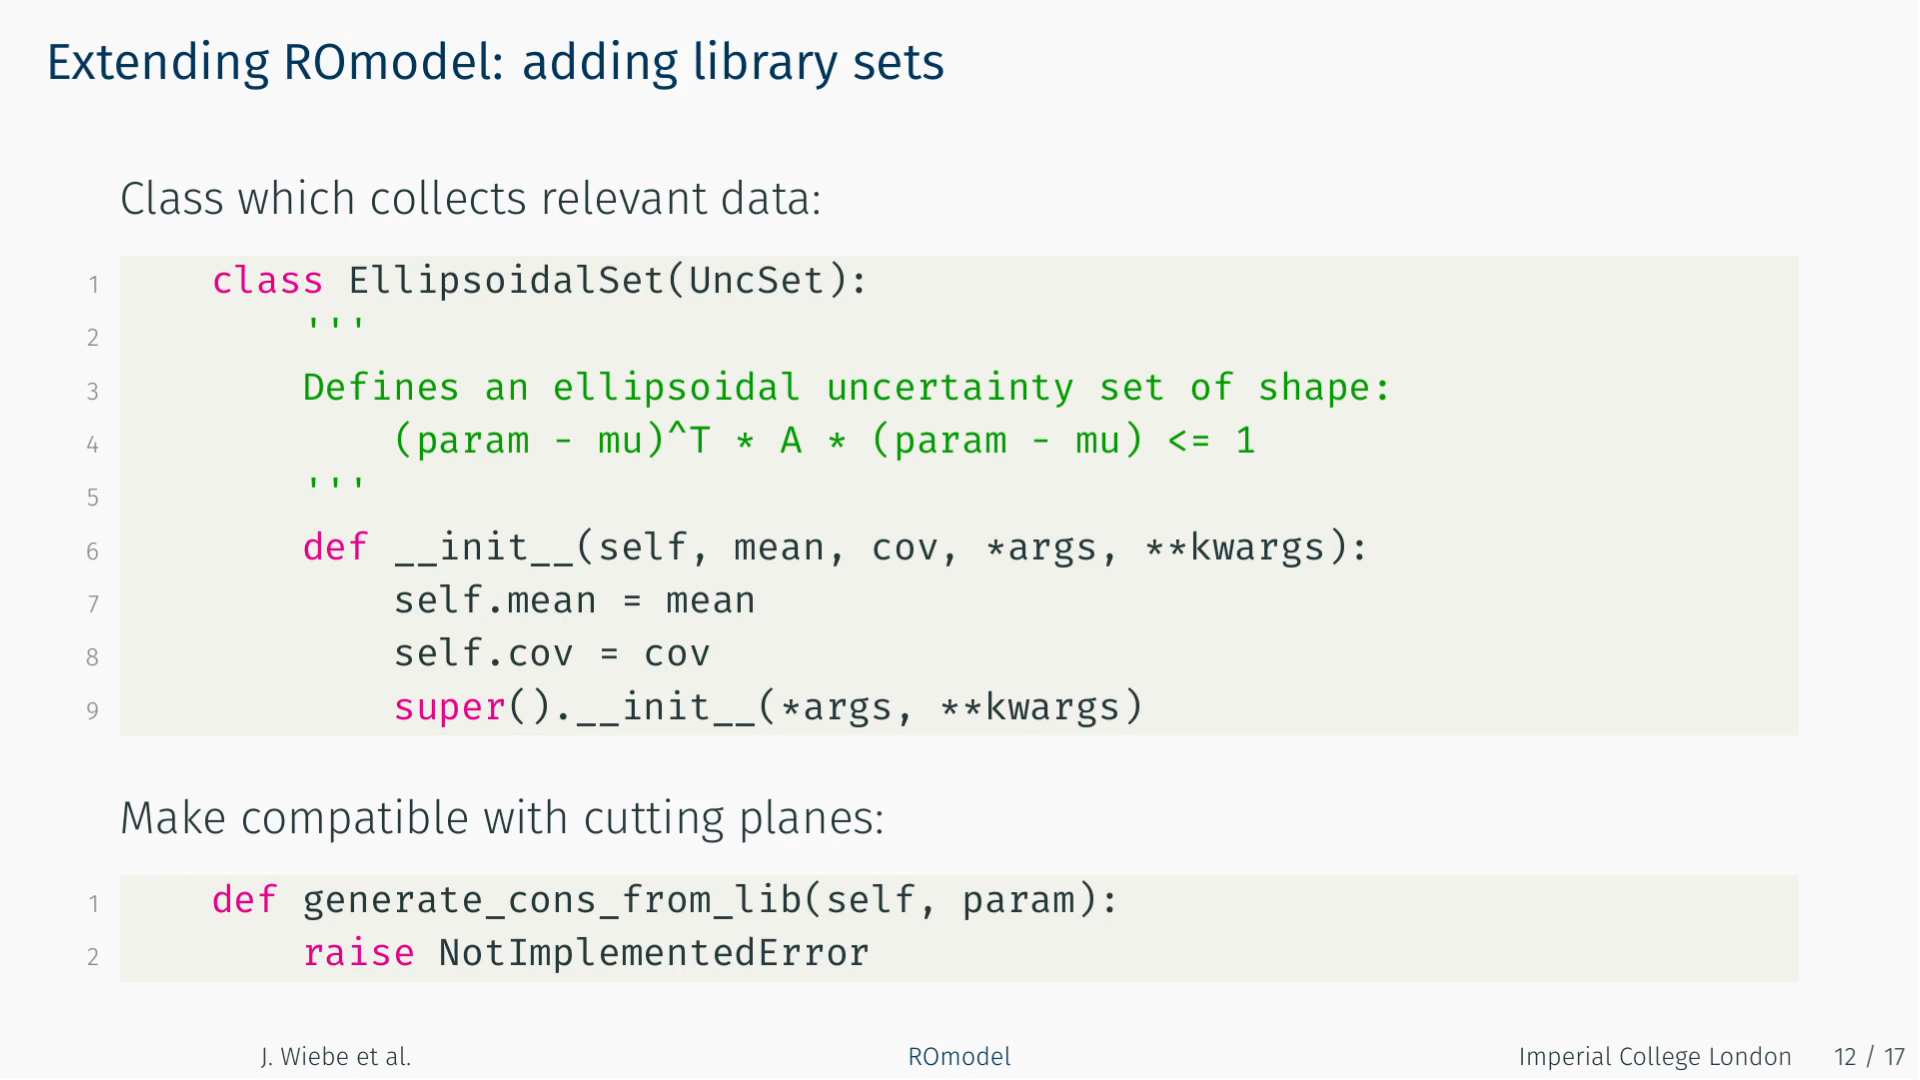 Extending ROmodel: adding library sets
Class which collects relevant data:
1 class EllipsoidalSet(UncSet):
2 '''
3 Defines an ellipsoidal uncertainty set of shape:
4 (param - mu)^T * A * (param - mu) <= 1
5 '''
6 def __init__(self, mean, cov, *args, **kwargs):
7 self.mean = mean
8 self.cov = cov
9 super().__init__(*args, **kwargs)
Make compatible with cutting planes:
1 def generate_cons_from_lib(self, param):
2 raise NotImplementedError
J. Wiebe et al. ROmodel Imperial College London 12 / 17